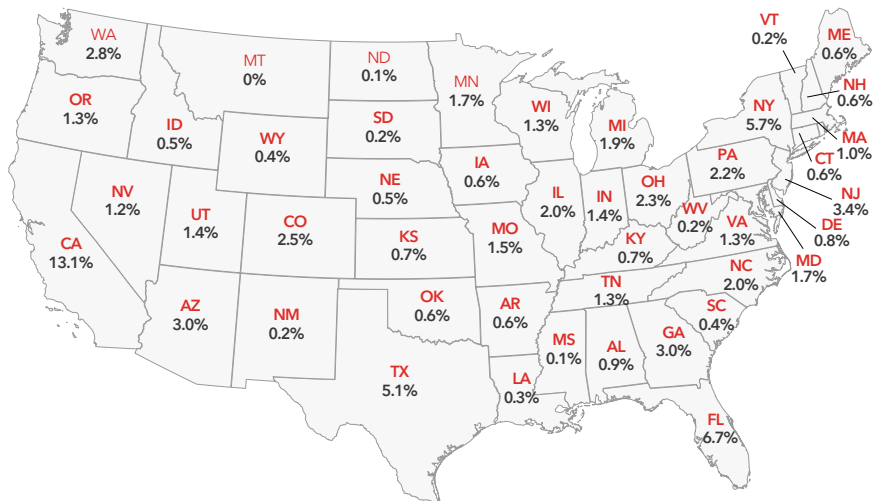 WA
2.8%
MT
0%
ND
0.1%
MN
1.7%
VT
0.2%
ME
0.6%
OR
1.3%
ID
0.5%
WY
0.4%
SD
0.2%
WI
1.3%
MI
1.9%
NY
5.7%
NH
0.6%
MA
1.0%
CT
0.6%
NV
1.2%
UT
1.4%
CO
2.5%
NE
0.5%
IA
0.6%
IL
2.0%
IN
1.4%
OH
2.3%
PA
2.2%
NJ
3.4%
DE
0.8%
MD
1.7%
CA
13.1%
KS
0.7%
MO
1.5%
KY
0.7%
WV
0.2%
VA
1.3%
AZ
3.0%
NM
0.2%
OK
0.6%
AR
0.6%
TN
1.3%
NC
2.0%
SC
0.4%
TX
5.1%
LA
0.3%
MS
0.1%
AL
0.9%
GA
3.0%
FL
6.7%